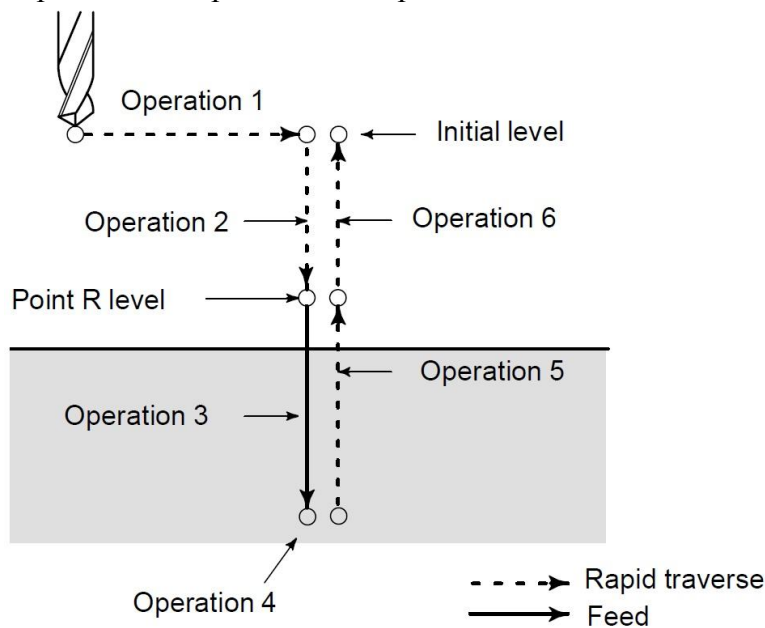 Operation 1
Initial level
Operation 2
Operation 6
Point R level
Operation 5
Operation 3
Operation 4
Rapid traverse
Feed